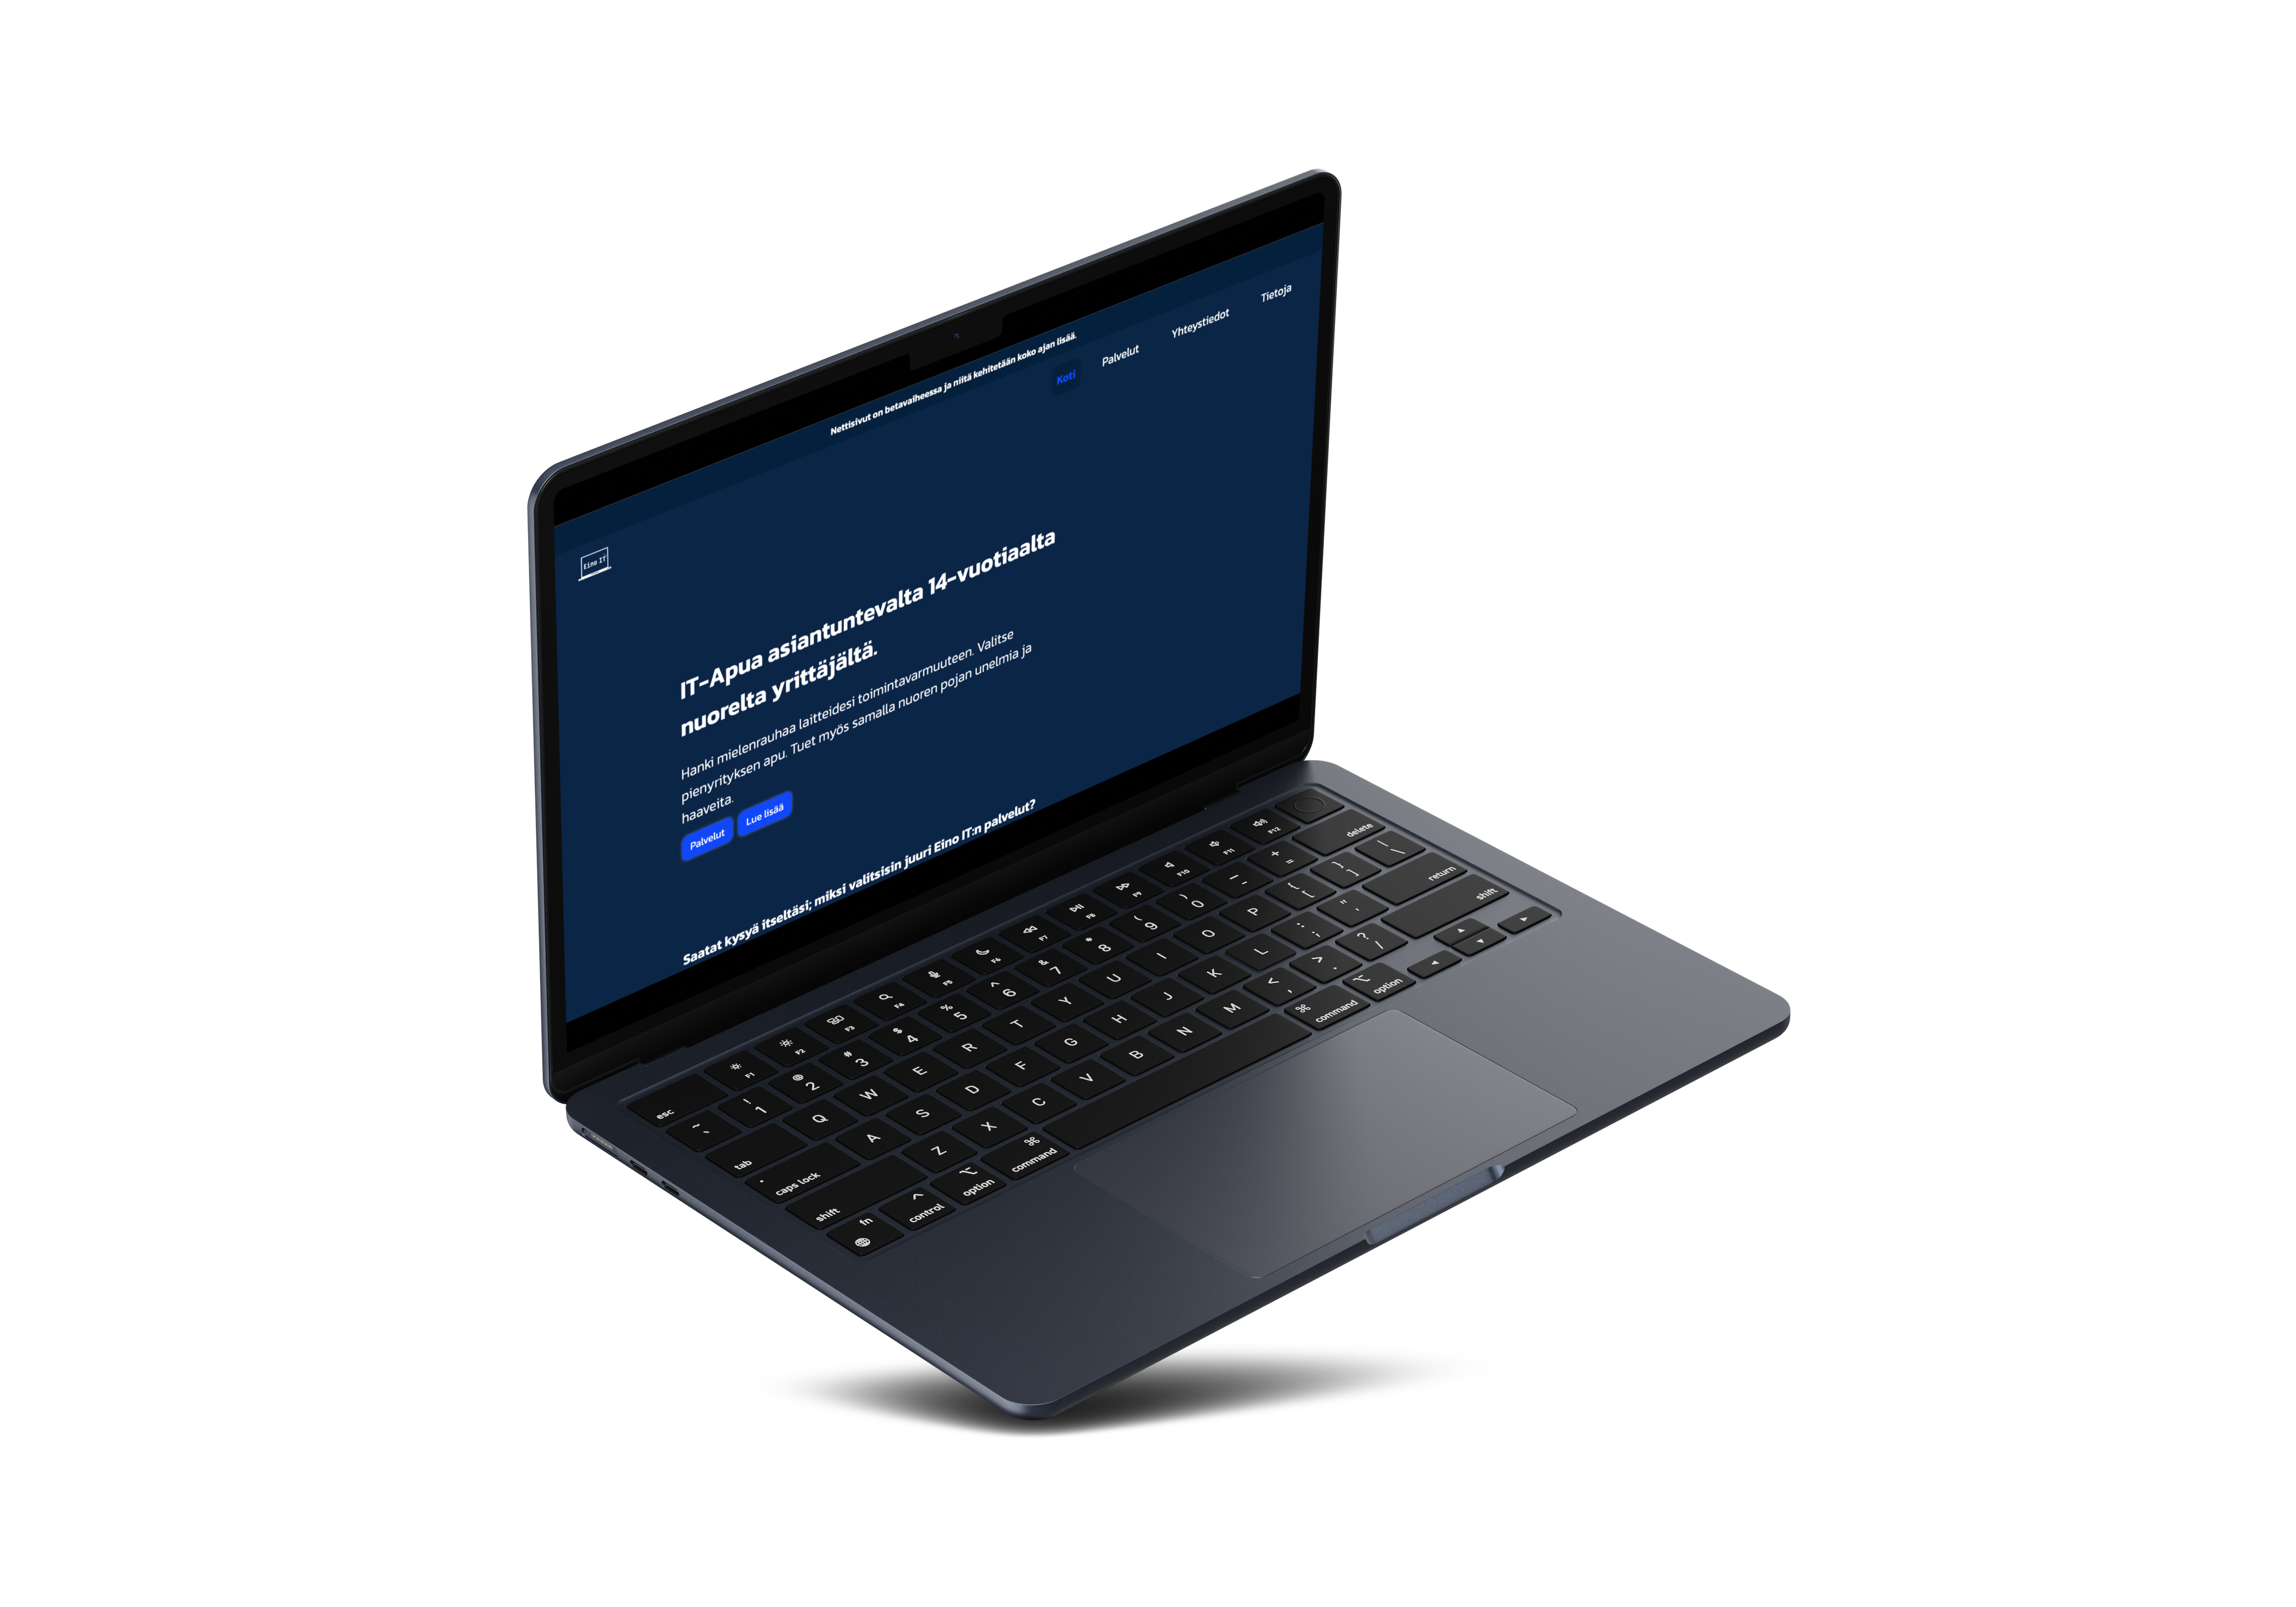 Nettisivut on betavaiheessa ja niitä kehitetään koko ajan lisää.
Eino IT
Koti
Palvelut
Yhteystiedot
Tietoja
IT-Apua asiantuntevalta 14-vuotiaalta
nuorelta yrittäjältä.
Hanki mielenrauhaa laitteidesi toimintavarmuuteen. Valitse
pienyrityksen apu. Tuet myös samalla nuoren pojan unelmia ja
haaveita.
Palvelut
Lue lisää
Saatat kysyä itseltäsi; miksi valitsisin juuri Eino IT:n palvelut?
esc F1 F2 F3 F4 F5 F6 F7 F8 F9 F10 F11 F12
~ ` ! 1 @ 2 # 3 $ 4 % 5 ^ 6 & 7 * 8 ( 9 ) 0 — - + = delete
tab Q W E R T Y U I O P { [ } ] | \
caps lock A S D F G H J K L : ; " ' return
shift Z X C V B N M < , > . ? / shift
fn control option command command option